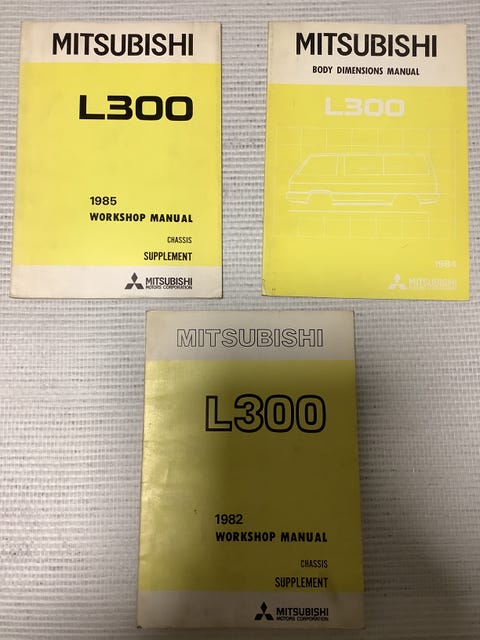 MITSUBISHI
L300
1985
WORKSHOP MANUAL
CHASSIS
SUPPLEMENT
MITSUBISHI
MOTORS CORPORATION
MITSUBISHI
BODY DIMENSIONS MANUAL
L300
1984
MITSUBISHI
MOTORS CORPORATION
MITSUBISHI
L300
1982
WORKSHOP MANUAL
CHASSIS
SUPPLEMENT
MITSUBISHI
MOTORS CORPORATION